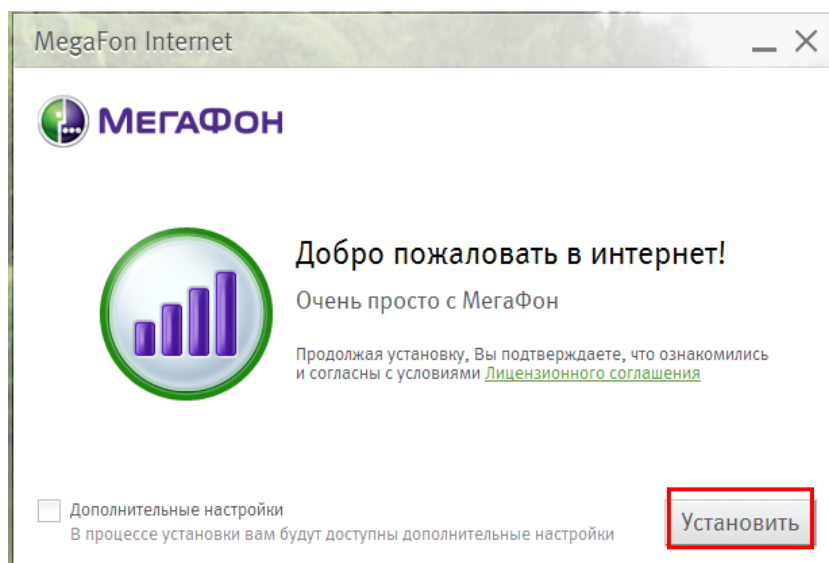 MegaFon Internet
МЕГАФОН
Добро пожаловать в интернет!
Очень просто с МегаФон
Продолжая установку, Вы подтверждаете, что ознакомились
и согласны с условиями Лицензионного соглашения
Дополнительные настройки
В процессе установки вам будут доступны дополнительные настройки
Установить